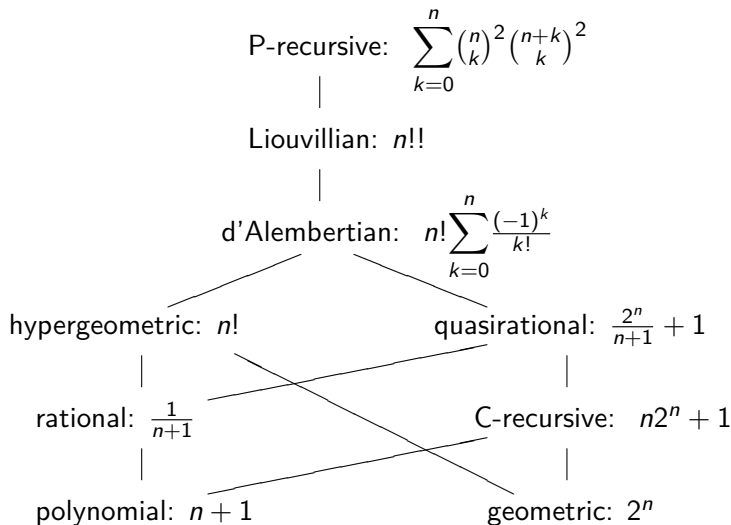 P-recursive: $\sum_{k=0}^{n} \binom{n}{k}^2 \binom{n+k}{k}^2$
Liouvillian: $n!!$
d'Alembertian: $n! \sum_{k=0}^{n} \frac{(-1)^k}{k!}$
hypergeometric: $n!$ quasirational: $\frac{2^n}{n+1} + 1$
rational: $\frac{1}{n+1}$ C-recursive: $n2^n + 1$
polynomial: $n + 1$ geometric: $2^n$